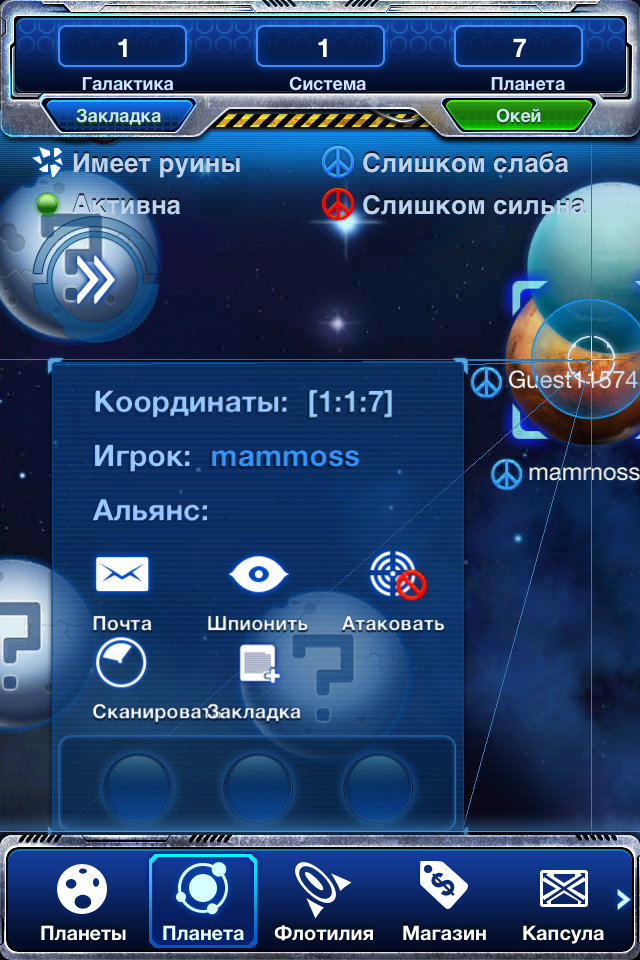 1 1 7
Галактика Система Планета
Закладка Окей
Имеет руины Слишком слаба
Активна Слишком сильна
?
Guest11574
Координаты: [1:1:7]
Игрок: mammoss
mammoss
Альянс:
Почта Шпионить Атаковать
?
?
Сканировать Закладка
Планеты Планета Флотилия Магазин Капсула